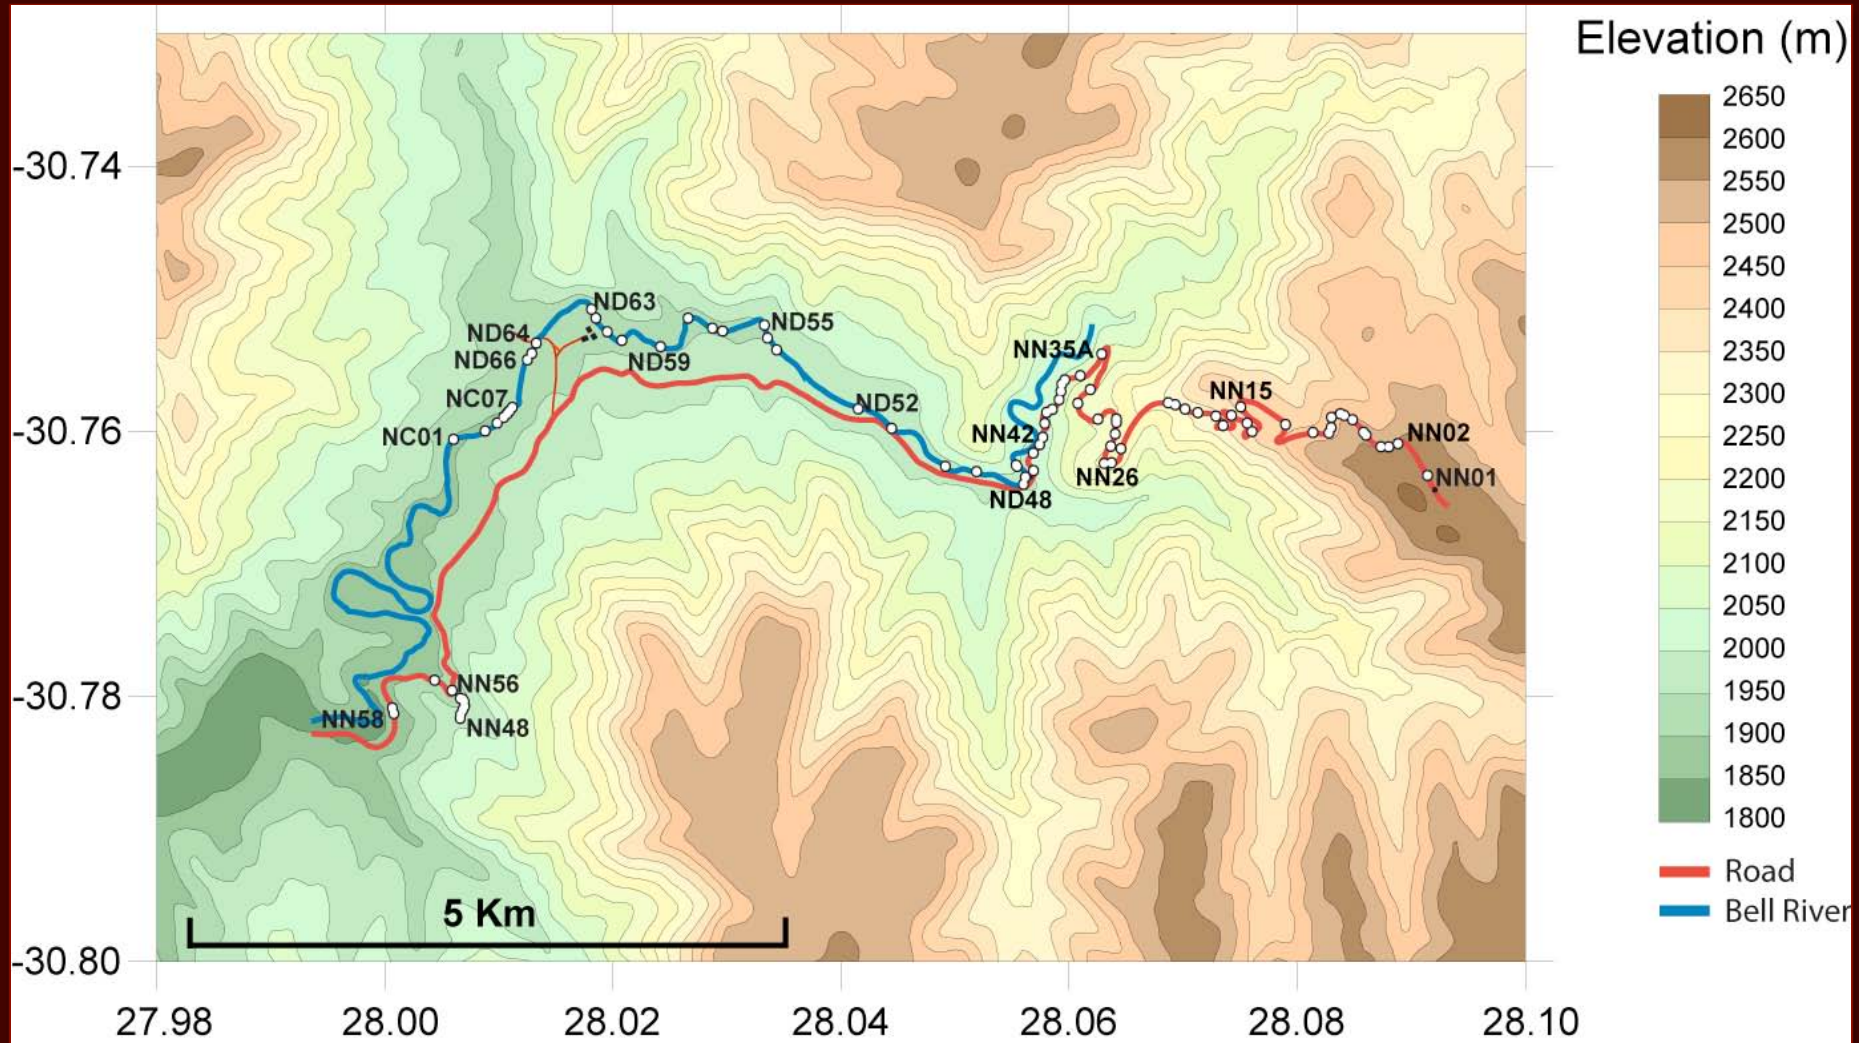 Elevation (m)
2650
2600
2550
2500
2450
2400
2350
2300
2250
2200
2150
2100
2050
2000
1950
1900
1850
1800
Road
Bell River
-30.74
-30.76
-30.78
-30.80
27.98
28.00
28.02
28.04
28.06
28.08
28.10
ND63
ND64
ND55
ND66
ND59
NN35A
NC07
NN15
ND52
NC01
NN42
NN02
NN26
NN01
ND48
NN56
NN58
NN48
5 Km